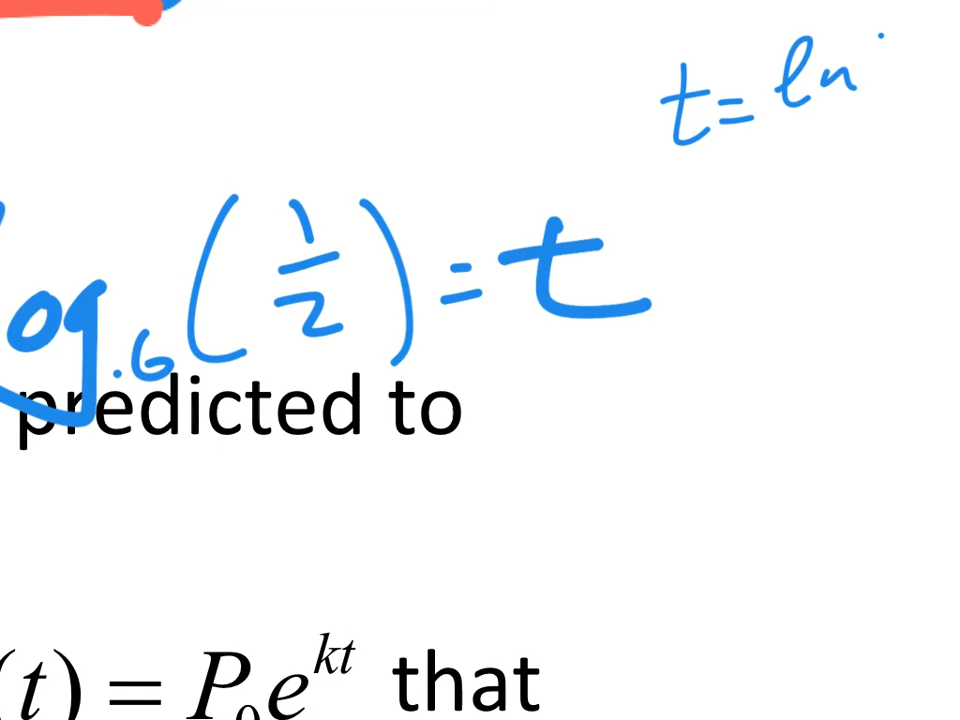 t = ln
log.6 (1/2) = t
predicted to
(t) = P₀e^{kt} that